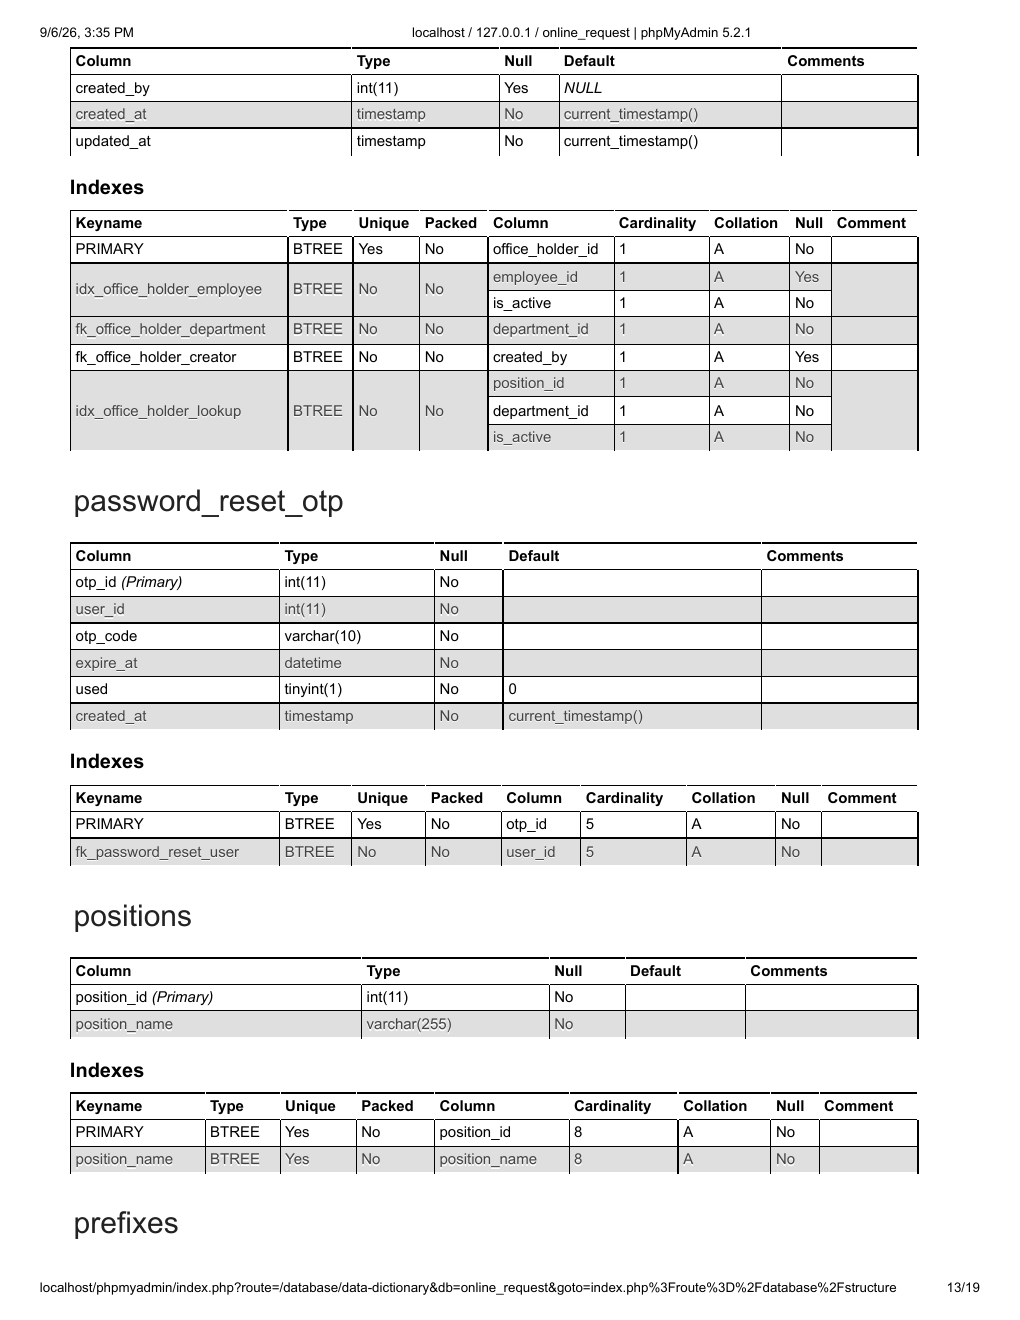 9/6/26, 3:35 PM localhost / 127.0.0.1 / online_request | phpMyAdmin 5.2.1
Column Type Null Default Comments
created_by int(11) Yes NULL
created_at timestamp No current_timestamp()
updated_at timestamp No current_timestamp()
Indexes
Keyname Type Unique Packed Column Cardinality Collation Null Comment
PRIMARY BTREE Yes No office_holder_id 1 A No
idx_office_holder_employee BTREE No No employee_id 1 A Yes
is_active 1 A No
fk_office_holder_department BTREE No No department_id 1 A No
fk_office_holder_creator BTREE No No created_by 1 A Yes
idx_office_holder_lookup BTREE No No position_id 1 A No
department_id 1 A No
is_active 1 A No
password_reset_otp
Column Type Null Default Comments
otp_id (Primary) int(11) No
user_id int(11) No
otp_code varchar(10) No
expire_at datetime No
used tinyint(1) No 0
created_at timestamp No current_timestamp()
Indexes
Keyname Type Unique Packed Column Cardinality Collation Null Comment
PRIMARY BTREE Yes No otp_id 5 A No
fk_password_reset_user BTREE No No user_id 5 A No
positions
Column Type Null Default Comments
position_id (Primary) int(11) No
position_name varchar(255) No
Indexes
Keyname Type Unique Packed Column Cardinality Collation Null Comment
PRIMARY BTREE Yes No position_id 8 A No
position_name BTREE Yes No position_name 8 A No
prefixes
localhost/phpmyadmin/index.php?route=/database/data-dictionary&db=online_request&goto=index.php%3Froute%3D%2Fdatabase%2Fstructure 13/19